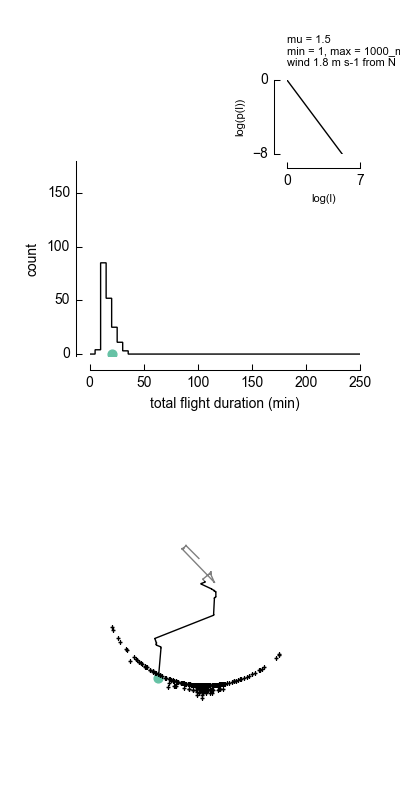 mu = 1.5
min = 1, max = 1000_m
wind 1.8 m s-1 from N
0
log(p(l))
−8
0
7
log(l)
150
100
50
0
count
0
50
100
150
200
250
total flight duration (min)